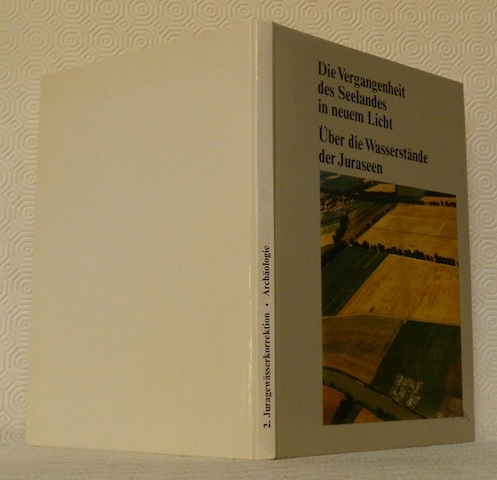 Die Vergangenheit
des Seelandes
in neuem Licht
Über die Wasserstände
der Juraseen
2. Juragewässerkorrektion • Archäologie